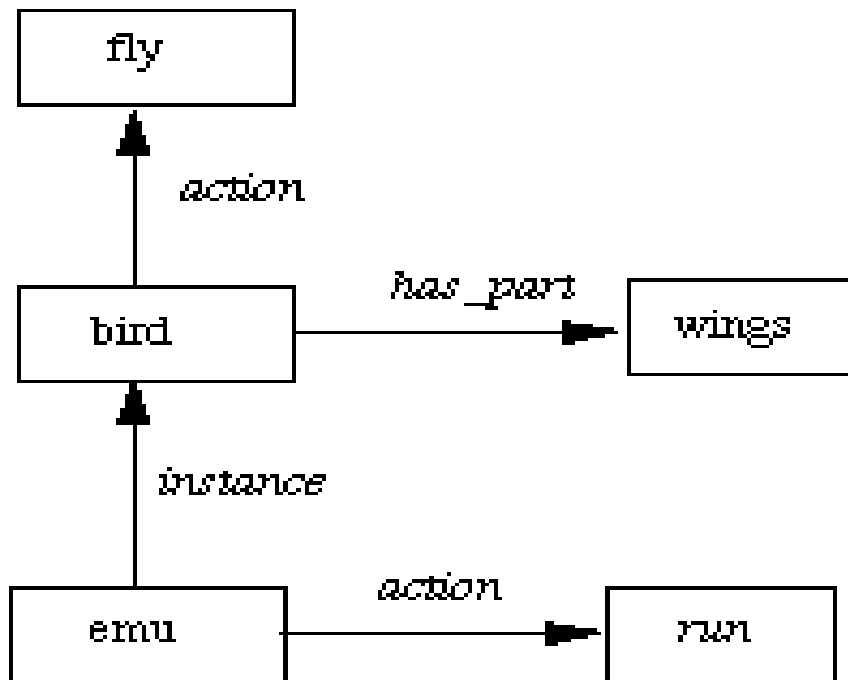 fly
action
has_part
bird
wings
instance
action
emu
run